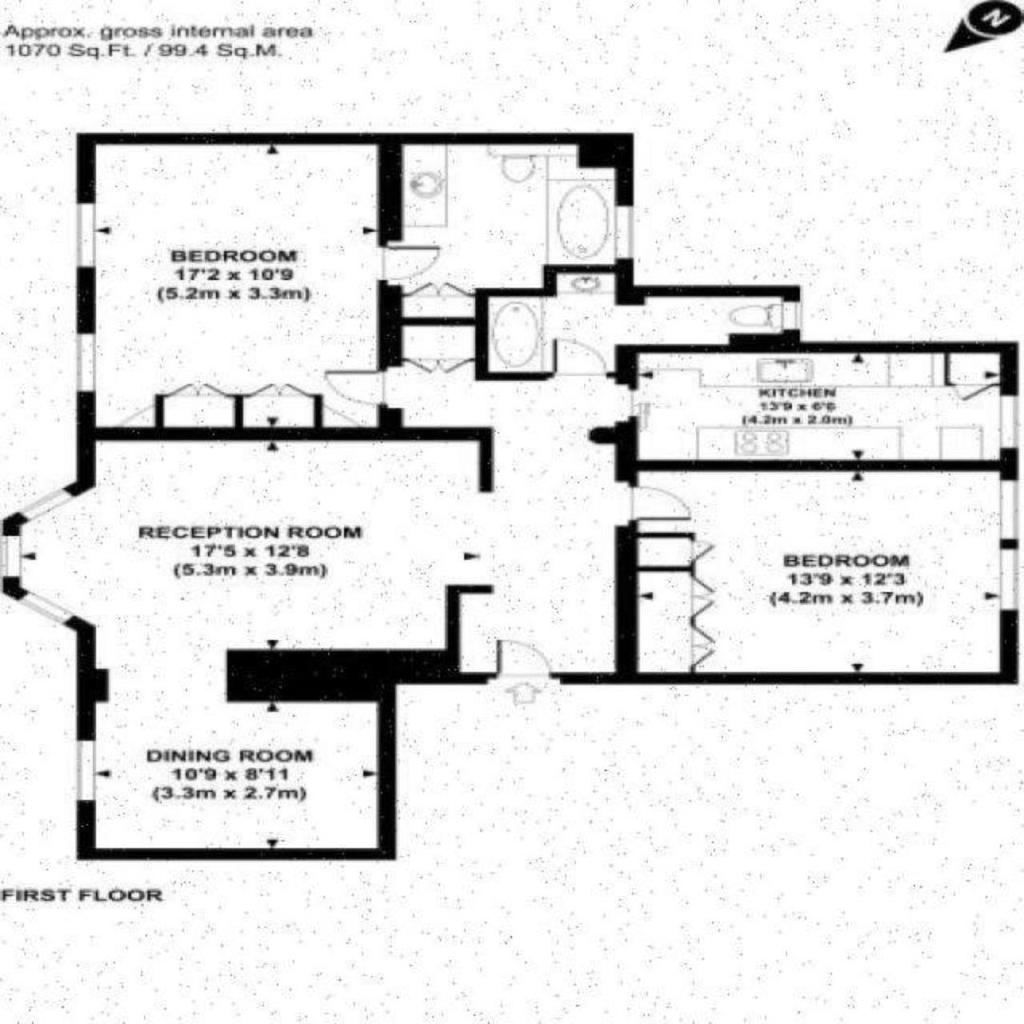 Approx. gross internal area
1070 Sq.Ft. / 99.4 Sq.M.
N
BEDROOM
17'2 x 10'9
(5.2m x 3.3m)
KITCHEN
13'9 x 6'6
(4.2m x 2.0m)
RECEPTION ROOM
17'5 x 12'8
(5.3m x 3.9m)
BEDROOM
13'9 x 12'3
(4.2m x 3.7m)
DINING ROOM
10'9 x 8'11
(3.3m x 2.7m)
FIRST FLOOR